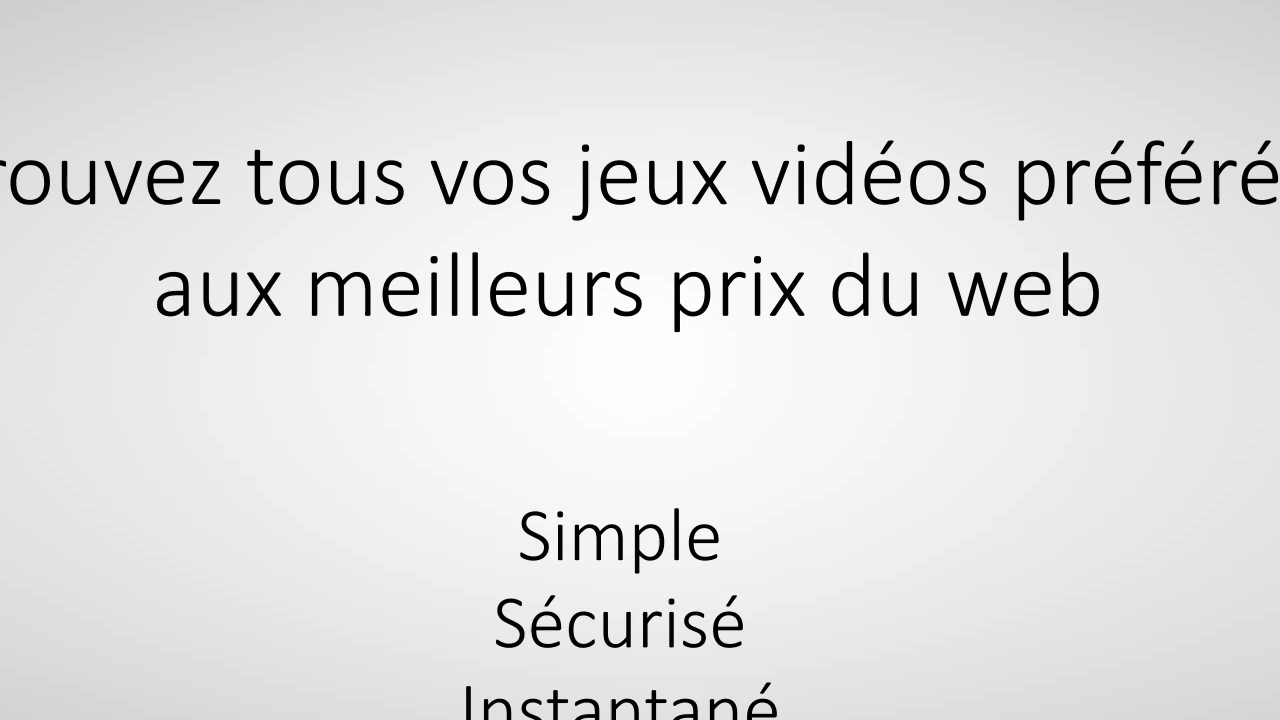 rouvez tous vos jeux vidéos préféré
aux meilleurs prix du web
Simple
Sécurisé
Instantané